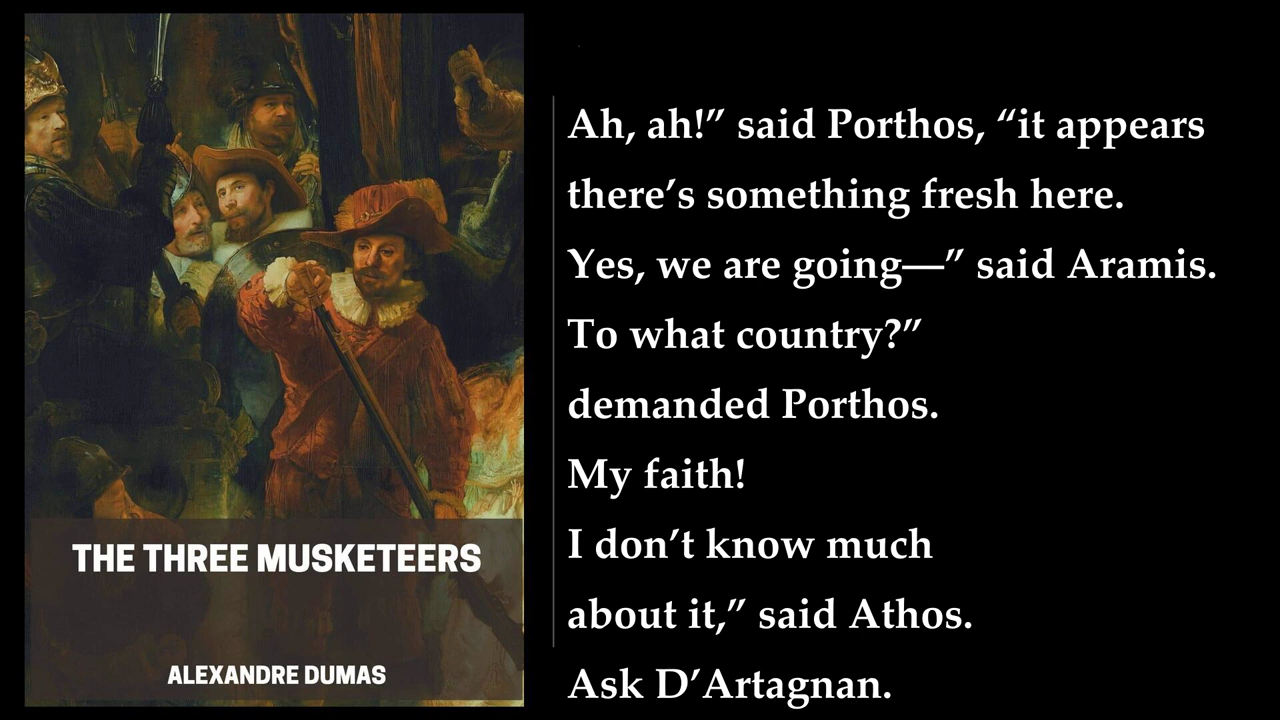 THE THREE MUSKETEERS
ALEXANDRE DUMAS
Ah, ah!” said Porthos, “it appears
there’s something fresh here.
Yes, we are going—” said Aramis.
To what country?”
demanded Porthos.
My faith!
I don’t know much
about it,” said Athos.
Ask D’Artagnan.